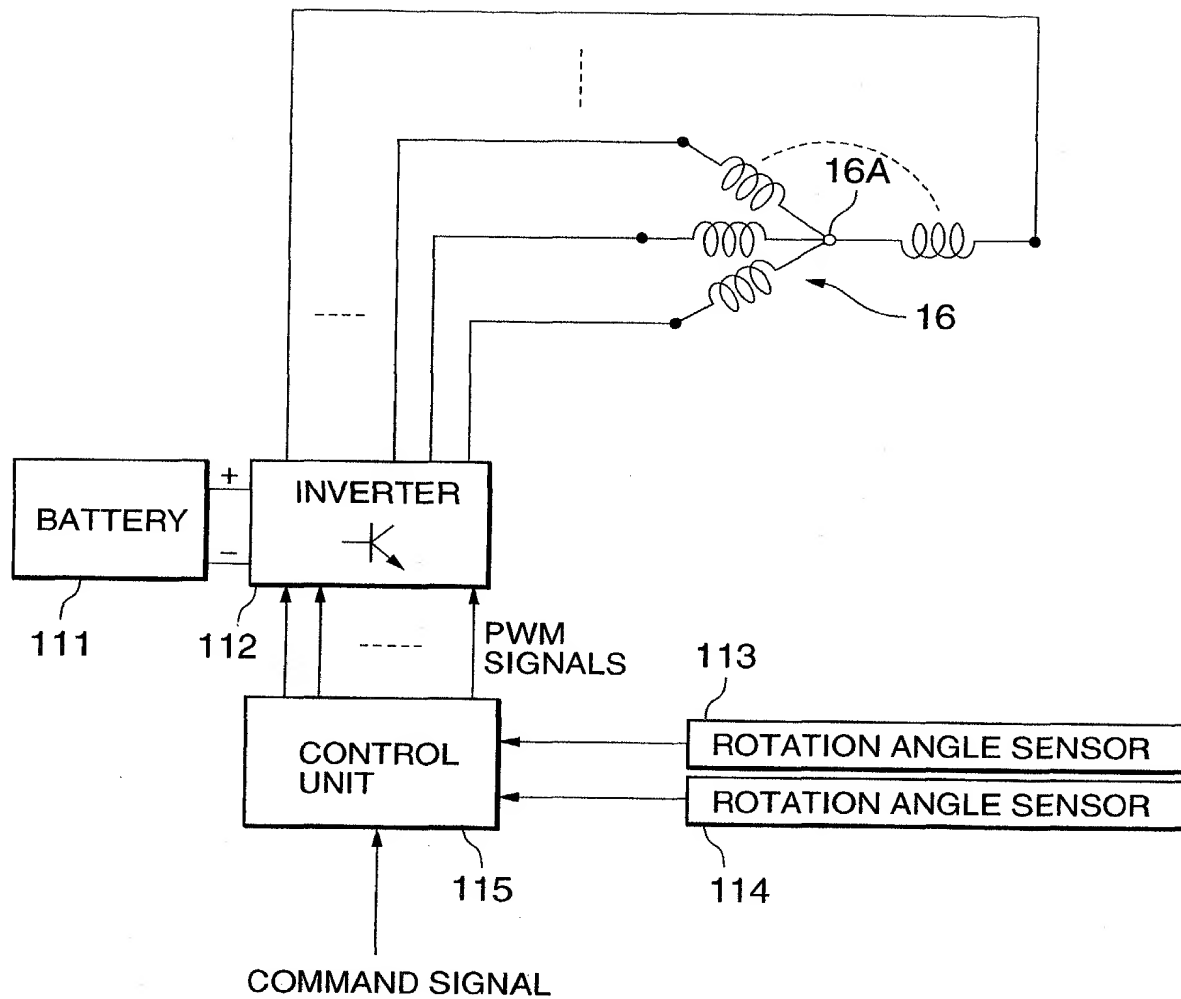 16A
16
+
BATTERY
−
INVERTER
111
112
PWM
SIGNALS
113
CONTROL
UNIT
ROTATION ANGLE SENSOR
ROTATION ANGLE SENSOR
115
114
COMMAND SIGNAL